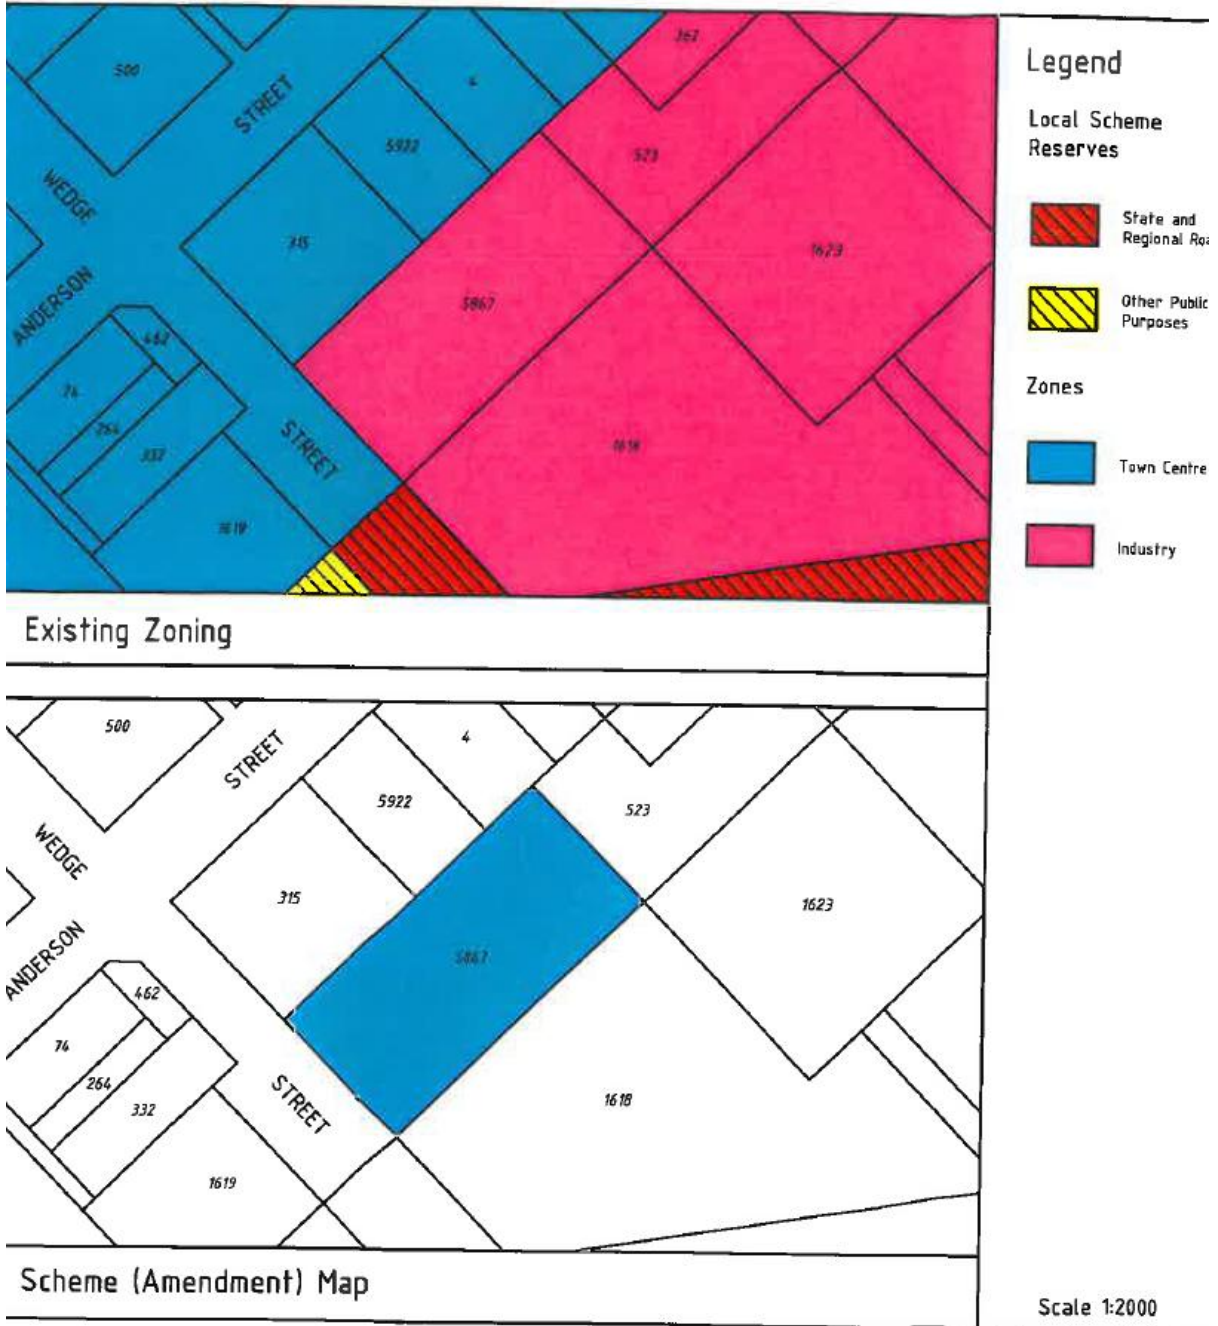 500
STREET
4
362
5922
523
WEDGE
315
1623
ANDERSON
5867
462
74
264
332
STREET
1618
1619
Existing Zoning
Legend
Local Scheme
Reserves
State and
Regional Roa
Other Public
Purposes
Zones
Town Centre
Industry
500
STREET
4
5922
523
WEDGE
315
1623
ANDERSON
5867
462
74
264
332
STREET
1618
1619
Scheme (Amendment) Map
Scale 1:2000